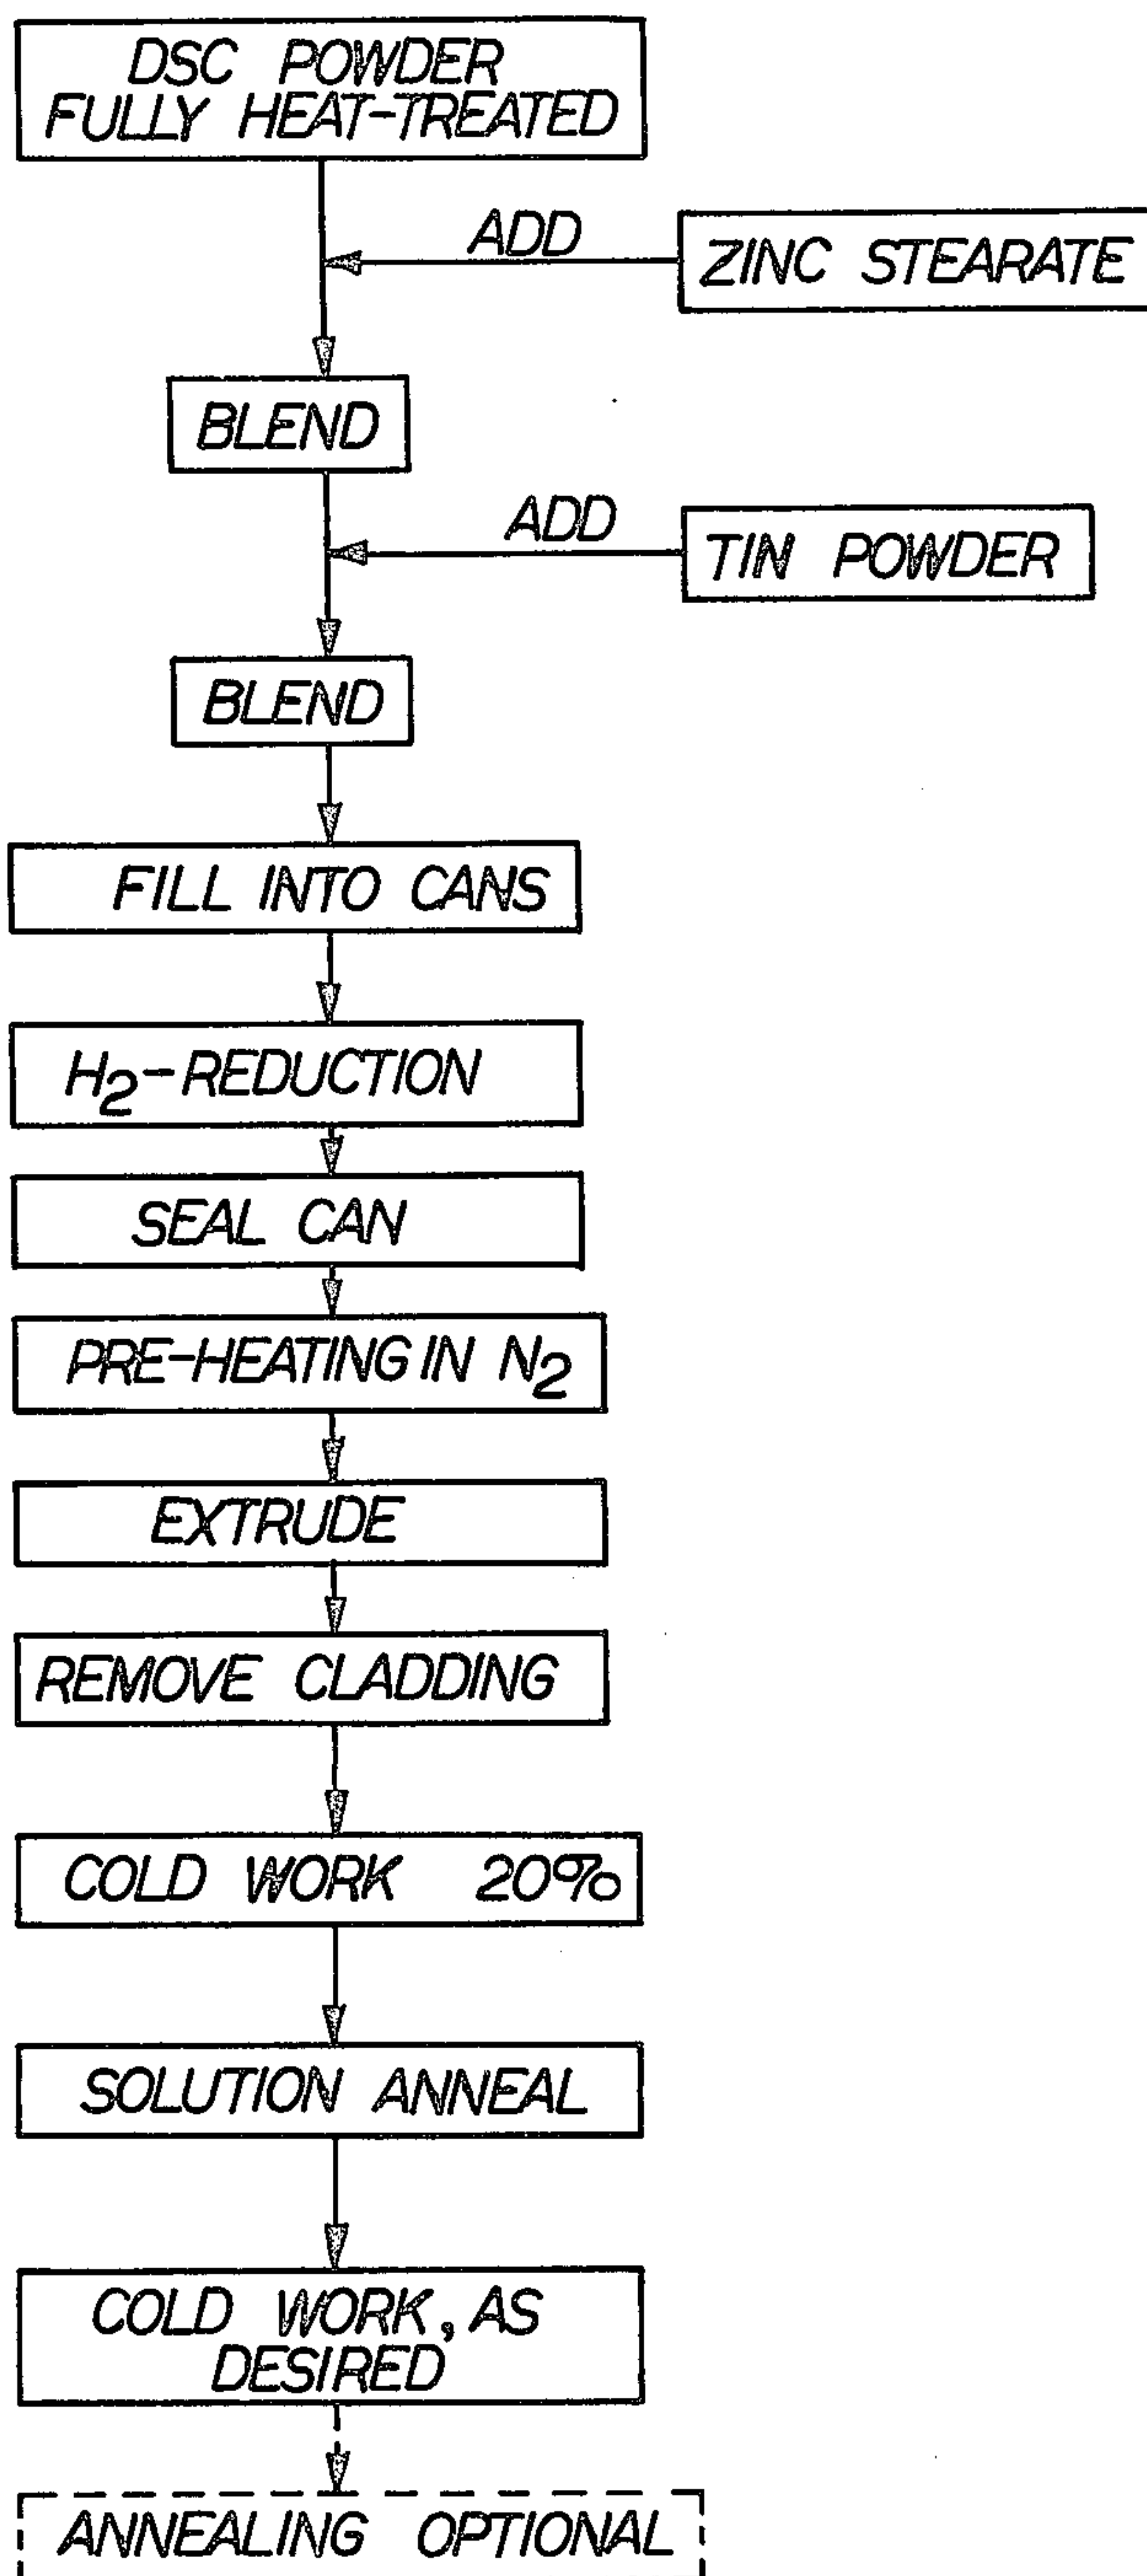 DSC POWDER
FULLY HEAT-TREATED
ADD
ZINC STEARATE
BLEND
ADD
TIN POWDER
BLEND
FILL INTO CANS
H2-REDUCTION
SEAL CAN
PRE-HEATING IN N2
EXTRUDE
REMOVE CLADDING
COLD WORK 20%
SOLUTION ANNEAL
COLD WORK, AS
DESIRED
ANNEALING OPTIONAL